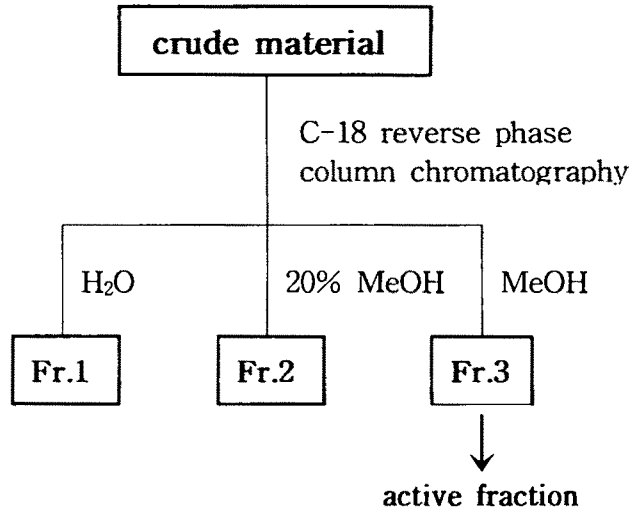 crude material
C-18 reverse phase
column chromatography
H₂O
20% MeOH
MeOH
Fr.1
Fr.2
Fr.3
active fraction